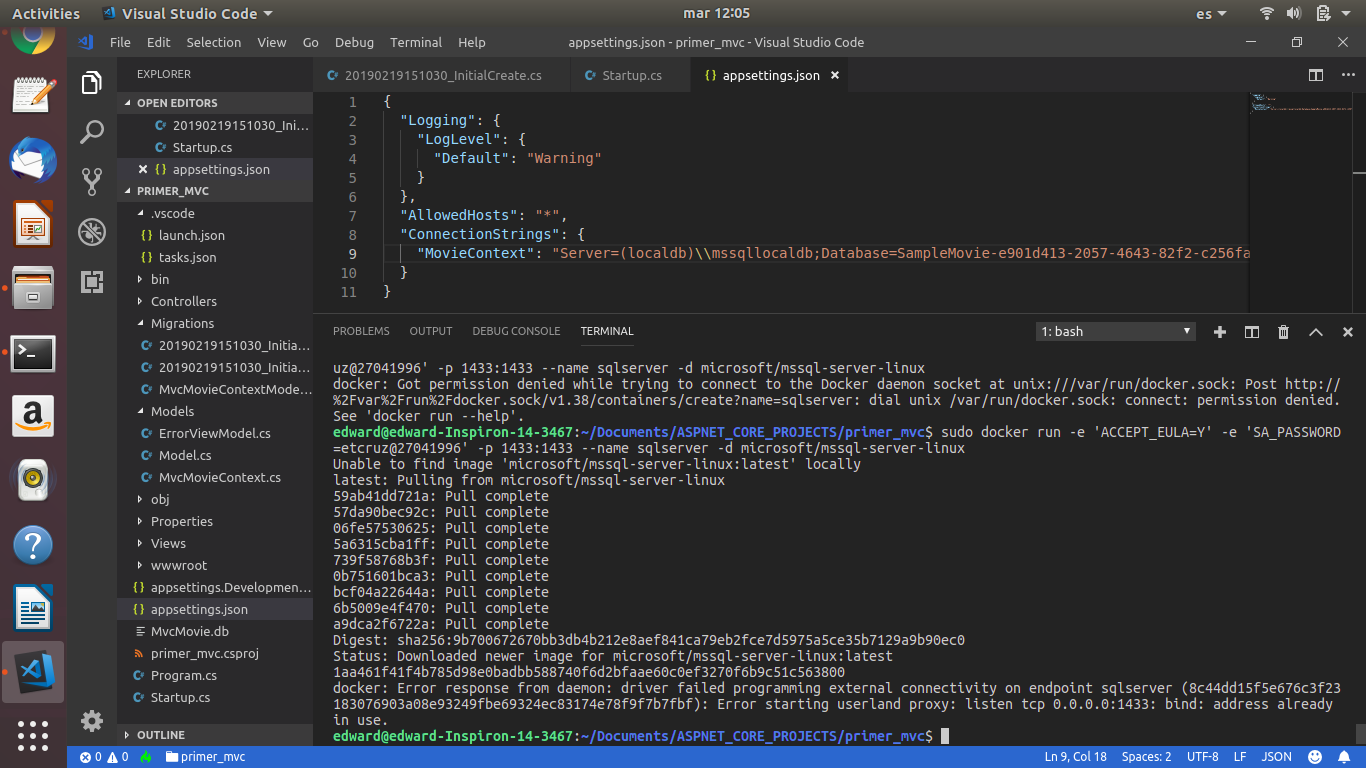 Activities
Visual Studio Code
mar 12:05
es
File Edit Selection View Go Debug Terminal Help
appsettings.json - primer_mvc - Visual Studio Code
EXPLORER
OPEN EDITORS
20190219151030_Ini...
Startup.cs
appsettings.json
PRIMER_MVC
.vscode
launch.json
tasks.json
bin
Controllers
Migrations
20190219151030_Initia...
20190219151030_Initia...
MvcMovieContextMode...
Models
ErrorViewModel.cs
Model.cs
MvcMovieContext.cs
obj
Properties
Views
wwwroot
appsettings.Developmen...
appsettings.json
MvcMovie.db
primer_mvc.csproj
Program.cs
Startup.cs
OUTLINE
20190219151030_InitialCreate.cs
Startup.cs
appsettings.json
1 {
2 "Logging": {
3 "LogLevel": {
4 "Default": "Warning"
5 }
6 },
7 "AllowedHosts": "*",
8 "ConnectionStrings": {
9 "MovieContext": "Server=(localdb)\\mssqllocaldb;Database=SampleMovie-e901d413-2057-4643-82f2-c256fa
10 }
11 }
PROBLEMS OUTPUT DEBUG CONSOLE TERMINAL
1: bash
uz@27041996' -p 1433:1433 --name sqlserver -d microsoft/mssql-server-linux
docker: Got permission denied while trying to connect to the Docker daemon socket at unix:///var/run/docker.sock: Post http://
%2Fvar%2Frun%2Fdocker.sock/v1.38/containers/create?name=sqlserver: dial unix /var/run/docker.sock: connect: permission denied.
See 'docker run --help'.
edward@edward-Inspiron-14-3467:~/Documents/ASPNET_CORE_PROJECTS/primer_mvc$ sudo docker run -e 'ACCEPT_EULA=Y' -e 'SA_PASSWORD
=etcruz@27041996' -p 1433:1433 --name sqlserver -d microsoft/mssql-server-linux
Unable to find image 'microsoft/mssql-server-linux:latest' locally
latest: Pulling from microsoft/mssql-server-linux
59ab41dd721a: Pull complete
57da90bec92c: Pull complete
06fe57530625: Pull complete
5a6315cba1ff: Pull complete
739f58768b3f: Pull complete
0b751601bca3: Pull complete
bcf04a22644a: Pull complete
6b5009e4f470: Pull complete
a9dca2f6722a: Pull complete
Digest: sha256:9b700672670bb3db4b212e8aef841ca79eb2fce7d5975a5ce35b7129a9b90ec0
Status: Downloaded newer image for microsoft/mssql-server-linux:latest
1aa461f41f4b785d98e0badbb588740f6d2bfaae60c0ef3270f6b9c51c563800
docker: Error response from daemon: driver failed programming external connectivity on endpoint sqlserver (8c44dd15f5e676c3f23
183076903a08e93249fbe69324ec83174e78f9f7b7fbf): Error starting userland proxy: listen tcp 0.0.0.0:1433: bind: address already
in use.
edward@edward-Inspiron-14-3467:~/Documents/ASPNET_CORE_PROJECTS/primer_mvc$
0 0 primer_mvc
Ln 9, Col 18 Spaces: 2 UTF-8 LF JSON